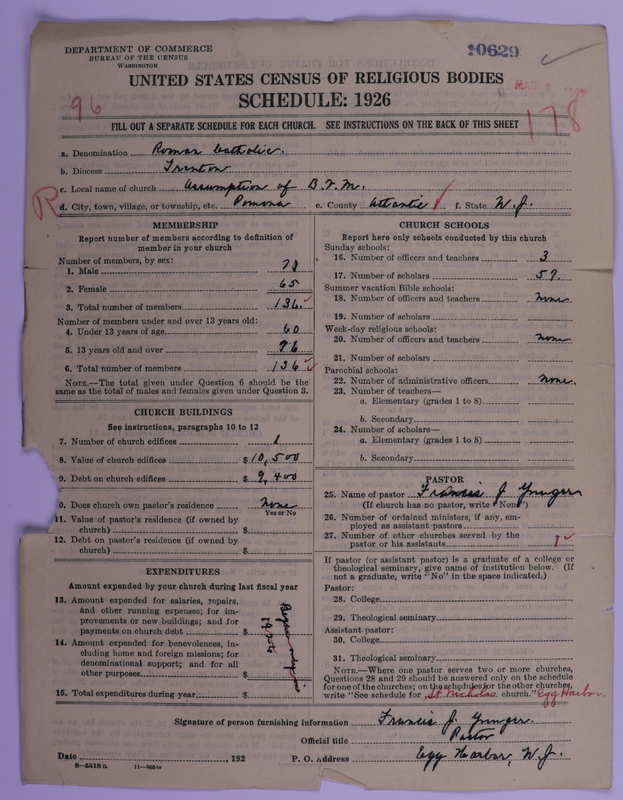 DEPARTMENT OF COMMERCE
BUREAU OF THE CENSUS
WASHINGTON
20629
UNITED STATES CENSUS OF RELIGIOUS BODIES
SCHEDULE: 1926
96
178
FILL OUT A SEPARATE SCHEDULE FOR EACH CHURCH. SEE INSTRUCTIONS ON THE BACK OF THIS SHEET
a. Denomination Roman Catholic.
b. Diocese Trenton
c. Local name of church Assumption of B.V.M.
R
d. City, town, village, or township, etc. Pomona e. County Atlantic f. State N.J.
MEMBERSHIP
Report number of members according to definition of
member in your church
Number of members, by sex:
1. Male 71
2. Female 65
3. Total number of members 136
Number of members under and over 13 years old:
4. Under 13 years of age 60
5. 13 years old and over 76
6. Total number of members 136
NOTE.—The total given under Question 6 should be the
same as the total of males and females given under Question 3.
CHURCH BUILDINGS
See instructions, paragraphs 10 to 12
7. Number of church edifices 1
8. Value of church edifices $10,500
9. Debt on church edifices $9,400
0. Does church own pastor's residence none
Yes or No
11. Value of pastor's residence (if owned by
church) $
12. Debt on pastor's residence (if owned by
church) $
EXPENDITURES
Amount expended by your church during last fiscal year
13. Amount expended for salaries, repairs,
and other running expenses; for im-
provements or new buildings; and for
payments on church debt $
14. Amount expended for benevolences, in-
cluding home and foreign missions; for
denominational support; and for all
other purposes $
15. Total expenditures during year $
CHURCH SCHOOLS
Report here only schools conducted by this church
Sunday schools:
16. Number of officers and teachers 3
17. Number of scholars 57.
Summer vacation Bible schools:
18. Number of officers and teachers none
19. Number of scholars
Week-day religious schools:
20. Number of officers and teachers none
21. Number of scholars
Parochial schools:
22. Number of administrative officers none.
23. Number of teachers—
a. Elementary (grades 1 to 8)
b. Secondary
24. Number of scholars—
a. Elementary (grades 1 to 8)
b. Secondary
PASTOR
25. Name of pastor Francis J. Younger
(If church has no pastor, write "None")
26. Number of ordained ministers, if any, em-
ployed as assistant pastors
27. Number of other churches served by the
pastor or his assistants 1
If pastor (or assistant pastor) is a graduate of a college or
theological seminary, give name of institution below. (If
not a graduate, write "No" in the space indicated.)
Pastor:
28. College
29. Theological seminary
Assistant pastor:
30. College
31. Theological seminary
NOTE.—Where one pastor serves two or more churches,
Questions 28 and 29 should be answered only on the schedule
for one of the churches; on the schedules for the other churches,
write "See schedule for St Nicholas church." Egg Harbor.
Signature of person furnishing information Francis J. Younger.
Official title Pastor
Date , 192 P. O. Address Egg Harbor, N.J.
8—5518 a 11—9054a